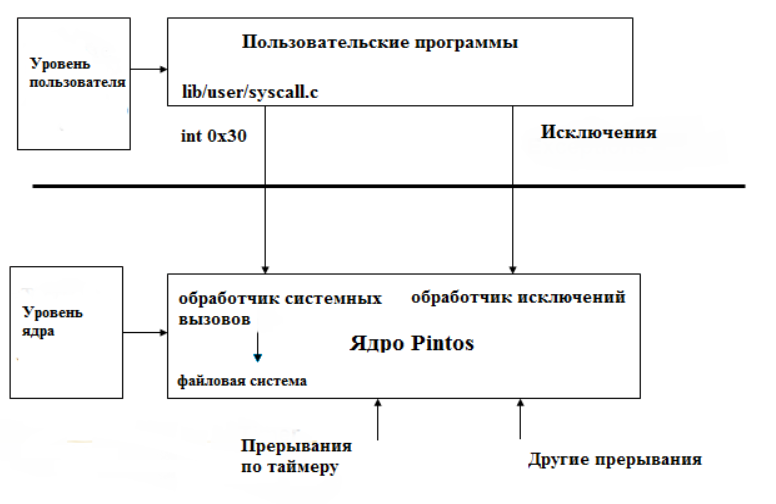 Пользовательские программы
Уровень
пользователя
lib/user/syscall.c
int 0x30
Исключения
обработчик системных
вызовов
обработчик исключений
Уровень
ядра
Ядро Pintos
файловая система
Прерывания
по таймеру
Другие прерывания